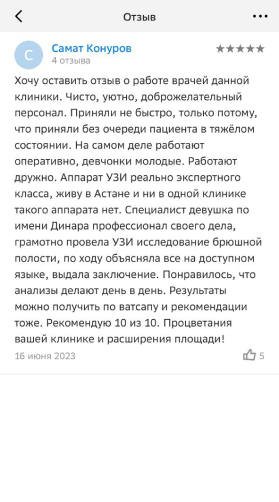 Отзыв
С
Самат Конуров
4 отзыва
Хочу оставить отзыв о работе врачей данной
клиники. Чисто, уютно, доброжелательный
персонал. Приняли не быстро, только потому,
что приняли без очереди пациента в тяжёлом
состоянии. На самом деле работают
оперативно, девчонки молодые. Работают
дружно. Аппарат УЗИ реально экспертного
класса, живу в Астане и ни в одной клинике
такого аппарата нет. Специалист девушка по
имени Динара профессионал своего дела,
грамотно провела УЗИ исследование брюшной
полости, по ходу объясняла все на доступном
языке, выдала заключение. Понравилось, что
анализы делают день в день. Результаты
можно получить по ватсапу и рекомендации
тоже. Рекомендую 10 из 10. Процветания
вашей клинике и расширения площади!
16 июня 2023
5